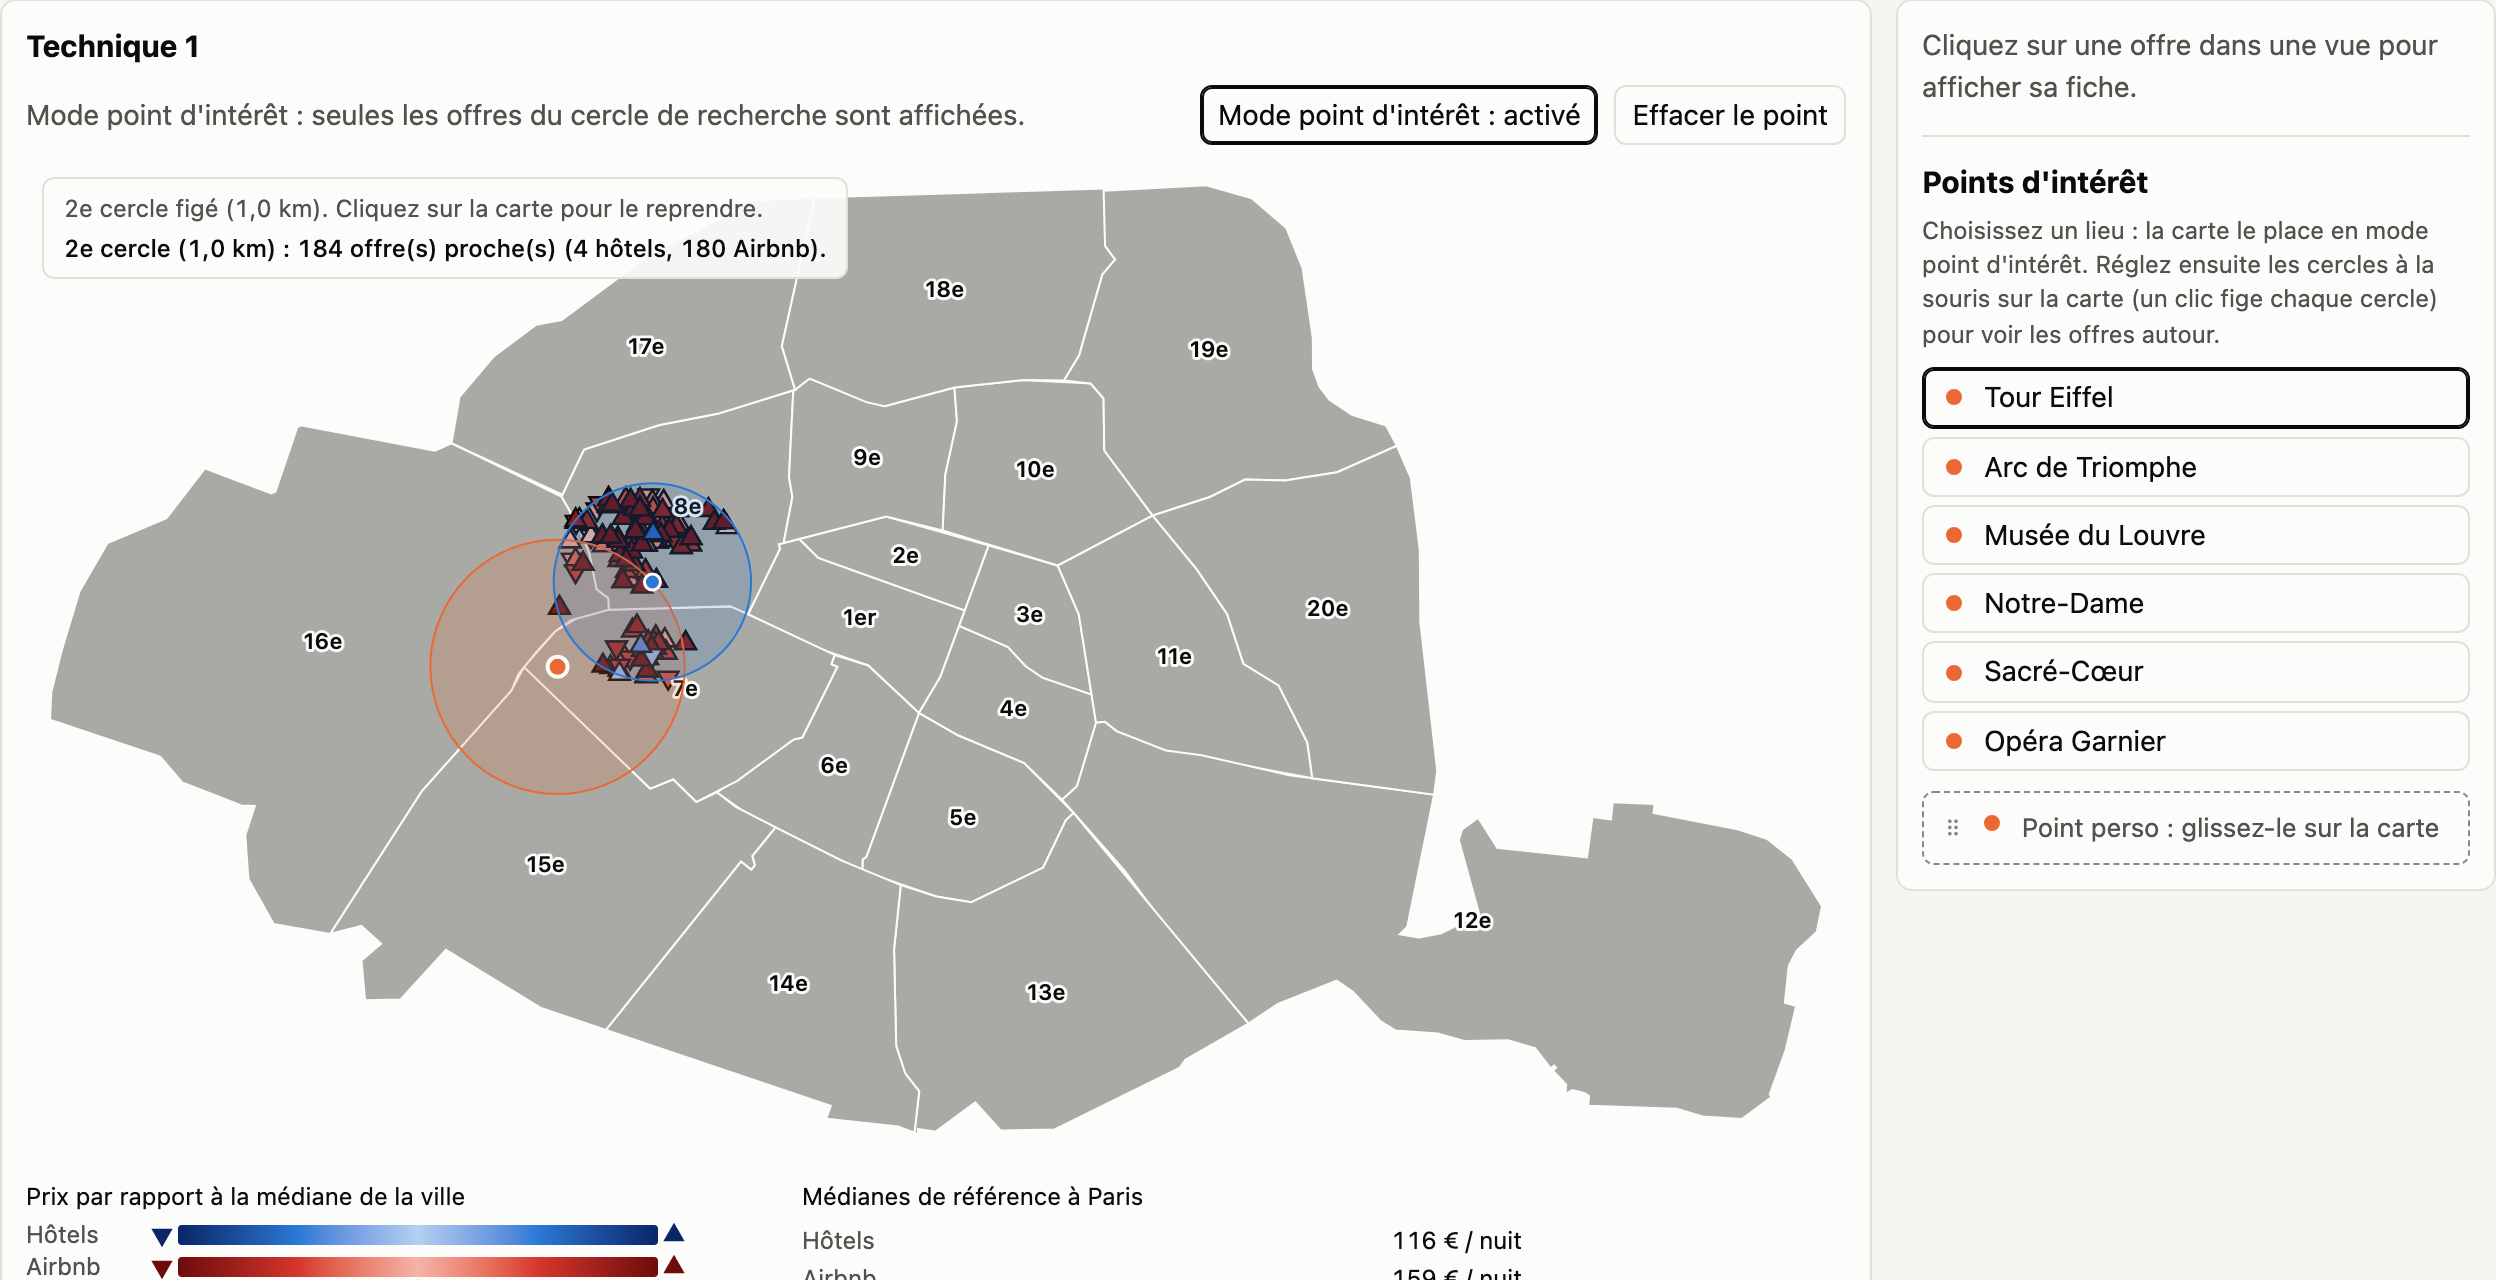 Technique 1
Mode point d'intérêt : seules les offres du cercle de recherche sont affichées.
Mode point d'intérêt : activé
Effacer le point
2e cercle figé (1,0 km). Cliquez sur la carte pour le reprendre.
2e cercle (1,0 km) : 184 offre(s) proche(s) (4 hôtels, 180 Airbnb).
18e
17e
19e
9e
10e
8e
2e
1er
3e
20e
16e
11e
7e
4e
6e
5e
15e
12e
14e
13e
Prix par rapport à la médiane de la ville
Hôtels
Airbnb
Médianes de référence à Paris
Hôtels
116 € / nuit
Airbnb
159 € / nuit
Cliquez sur une offre dans une vue pour
afficher sa fiche.
Points d'intérêt
Choisissez un lieu : la carte le place en mode
point d'intérêt. Réglez ensuite les cercles à la
souris sur la carte (un clic fige chaque cercle)
pour voir les offres autour.
Tour Eiffel
Arc de Triomphe
Musée du Louvre
Notre-Dame
Sacré-Cœur
Opéra Garnier
Point perso : glissez-le sur la carte